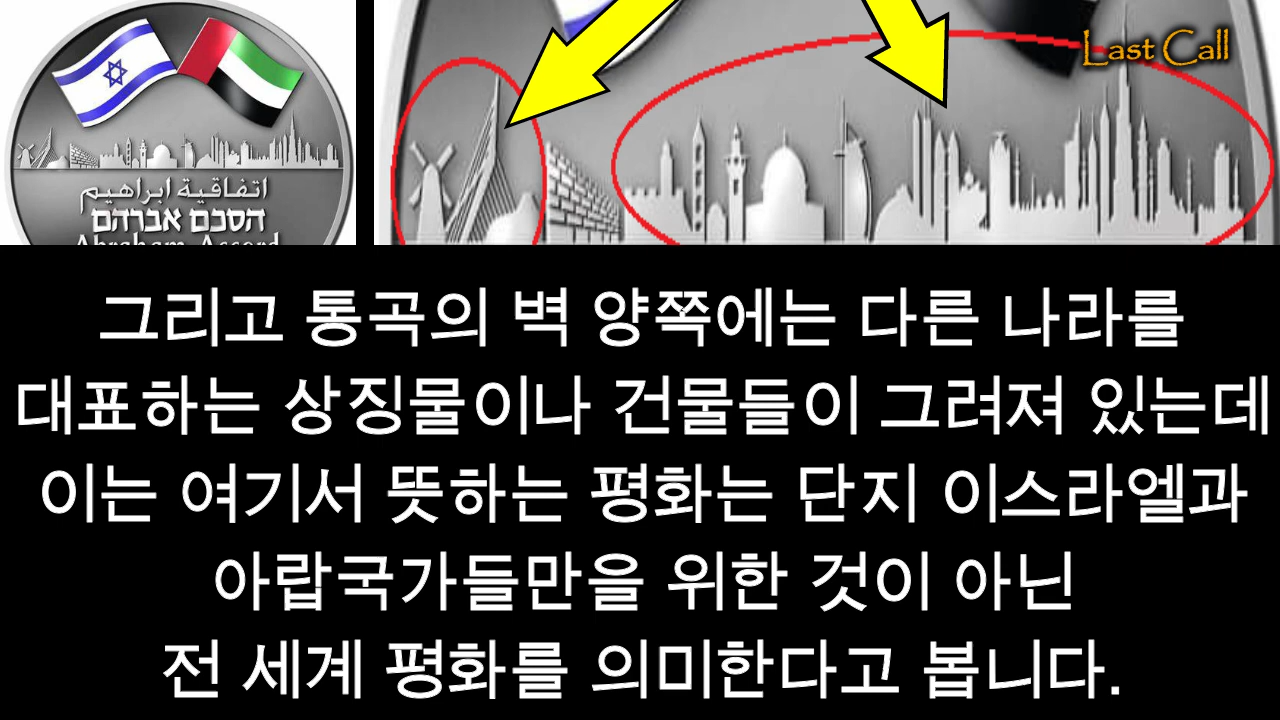 Last Call
اتفاقية ابراهيم
הסכם אברהם
Abraham Accord
그리고 통곡의 벽 양쪽에는 다른 나라를
대표하는 상징물이나 건물들이 그려져 있는데
이는 여기서 뜻하는 평화는 단지 이스라엘과
아랍국가들만을 위한 것이 아닌
전 세계 평화를 의미한다고 봅니다.